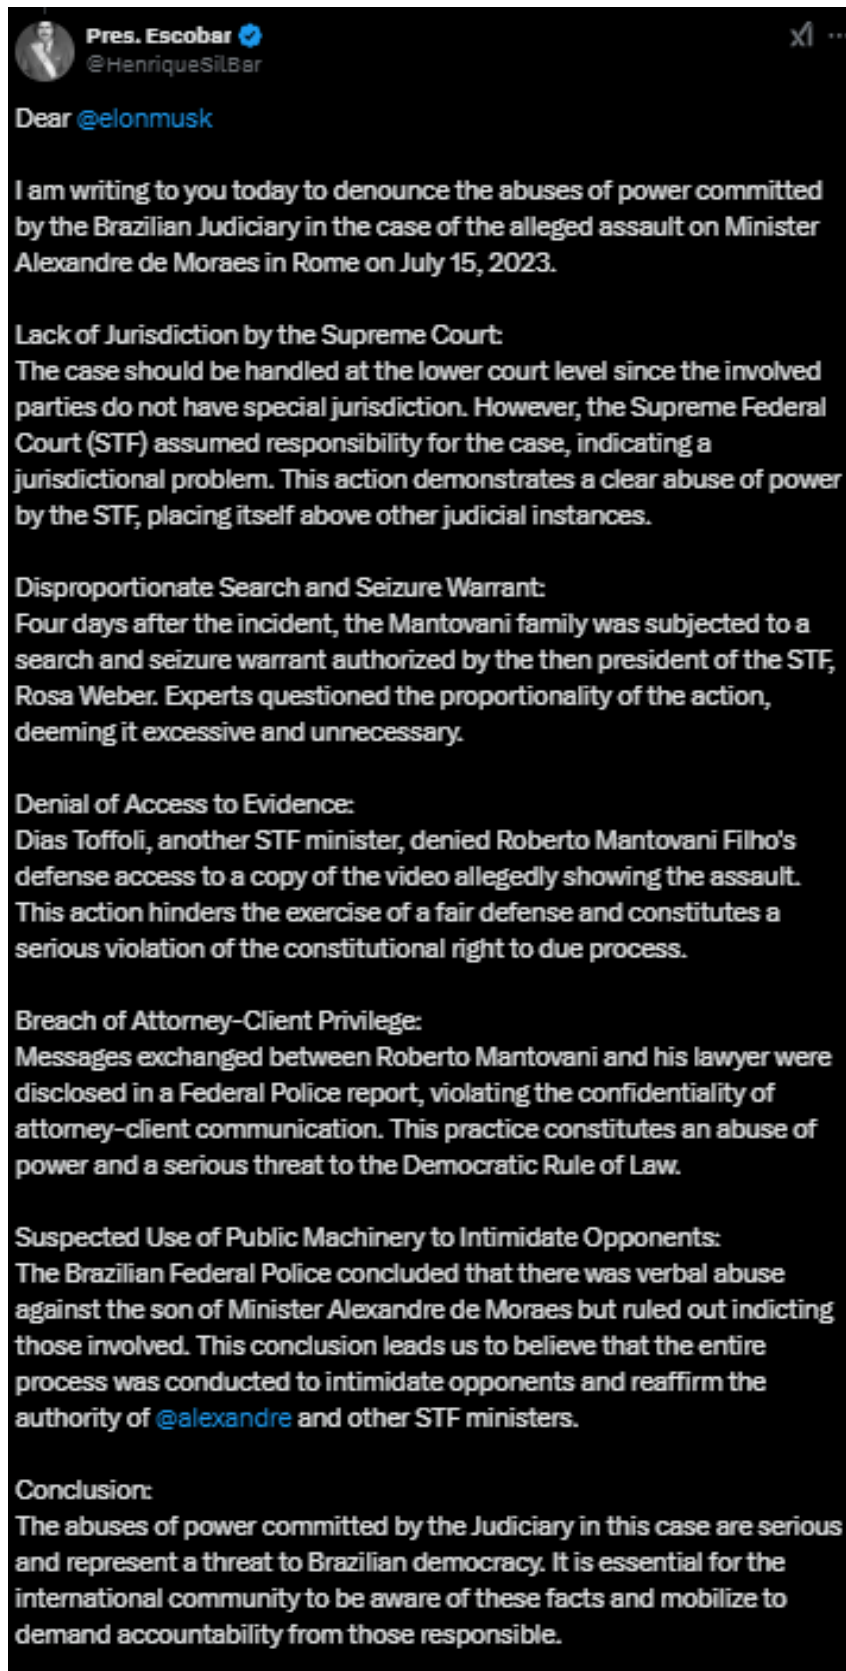 Pres. Escobar
@HenriqueSilBar
Dear @elonmusk
I am writing to you today to denounce the abuses of power committed
by the Brazilian Judiciary in the case of the alleged assault on Minister
Alexandre de Moraes in Rome on July 15, 2023.
Lack of Jurisdiction by the Supreme Court:
The case should be handled at the lower court level since the involved
parties do not have special jurisdiction. However, the Supreme Federal
Court (STF) assumed responsibility for the case, indicating a
jurisdictional problem. This action demonstrates a clear abuse of power
by the STF, placing itself above other judicial instances.
Disproportionate Search and Seizure Warrant:
Four days after the incident, the Mantovani family was subjected to a
search and seizure warrant authorized by the then president of the STF,
Rosa Weber. Experts questioned the proportionality of the action,
deeming it excessive and unnecessary.
Denial of Access to Evidence:
Dias Toffoli, another STF minister, denied Roberto Mantovani Filho's
defense access to a copy of the video allegedly showing the assault.
This action hinders the exercise of a fair defense and constitutes a
serious violation of the constitutional right to due process.
Breach of Attorney-Client Privilege:
Messages exchanged between Roberto Mantovani and his lawyer were
disclosed in a Federal Police report, violating the confidentiality of
attorney-client communication. This practice constitutes an abuse of
power and a serious threat to the Democratic Rule of Law.
Suspected Use of Public Machinery to Intimidate Opponents:
The Brazilian Federal Police concluded that there was verbal abuse
against the son of Minister Alexandre de Moraes but ruled out indicting
those involved. This conclusion leads us to believe that the entire
process was conducted to intimidate opponents and reaffirm the
authority of @alexandre and other STF ministers.
Conclusion:
The abuses of power committed by the Judiciary in this case are serious
and represent a threat to Brazilian democracy. It is essential for the
international community to be aware of these facts and mobilize to
demand accountability from those responsible.